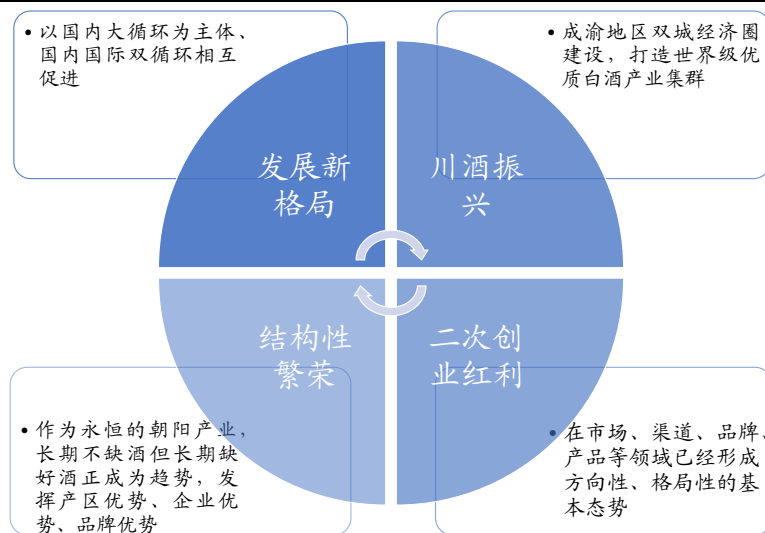 • 以国内大循环为主体、
国内国际双循环相互
促进
• 成渝地区双城经济圈
建设，打造世界级优
质白酒产业集群
发展新
格局
川酒振
兴
结构性
繁荣
二次创
业红利
• 作为永恒的朝阳产业，
长期不缺酒但长期缺
好酒正成为趋势，发
挥产区优势、企业优
势、品牌优势
• 在市场、渠道、品牌、
产品等领域已经形成
方向性、格局性的基
本态势